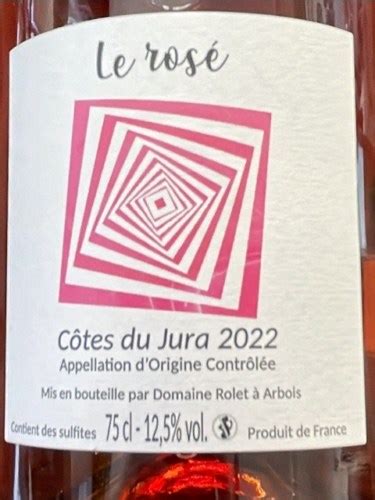 Le rosé
Côtes du Jura 2022
Appellation d'Origine Contrôlée
Mis en bouteille par Domaine Rolet à Arbois
Contient des sulfites 75 cl - 12,5% vol. Produit de France